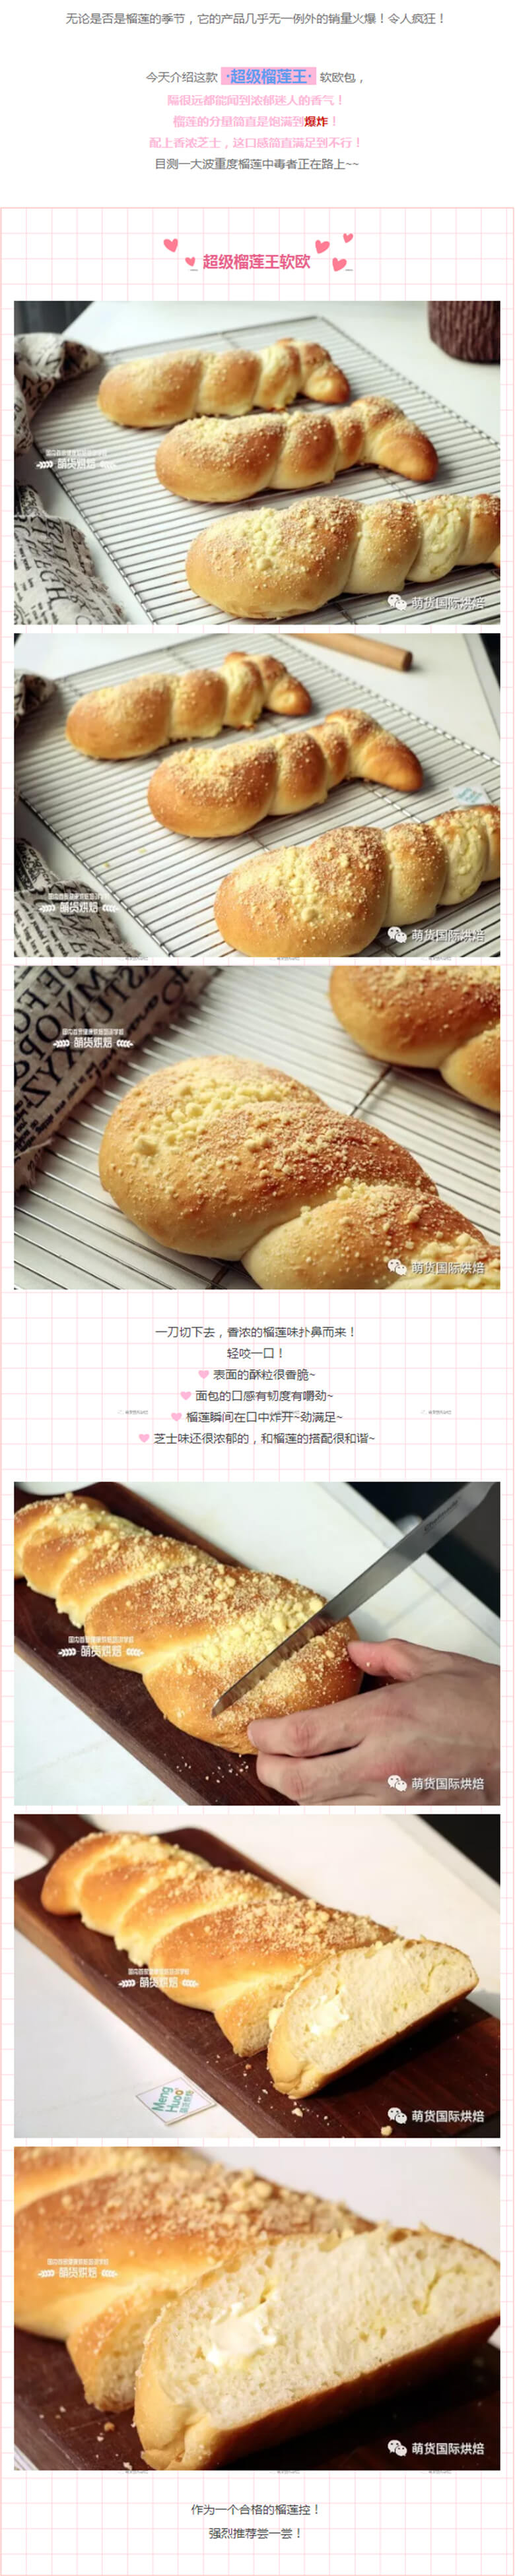 无论是否是榴莲的季节，它的产品几乎无一例外的销量火爆！令人疯狂！
今天介绍这款 ·超级榴莲王· 软欧包，
隔很远都能闻到浓郁迷人的香气！
榴莲的分量简直是饱满到爆炸！
配上香浓芝士，这口感简直满足到不行！
目测一大波重度榴莲中毒者正在路上~~
超级榴莲王软欧
萌货烘焙
萌货国际烘焙
萌货烘焙
萌货国际烘焙
萌货烘焙
萌货国际烘焙
一刀切下去，香浓的榴莲味扑鼻而来！
轻咬一口！
表面的酥粒很香脆~
面包的口感有韧度有嚼劲~
榴莲瞬间在口中炸开~劲满足~
芝士味还很浓郁的，和榴莲的搭配很和谐~
萌货烘焙
萌货国际烘焙
萌货烘焙
Meng
Huo
萌货国际烘焙
萌货烘焙
萌货国际烘焙
作为一个合格的榴莲控！
强烈推荐尝一尝！